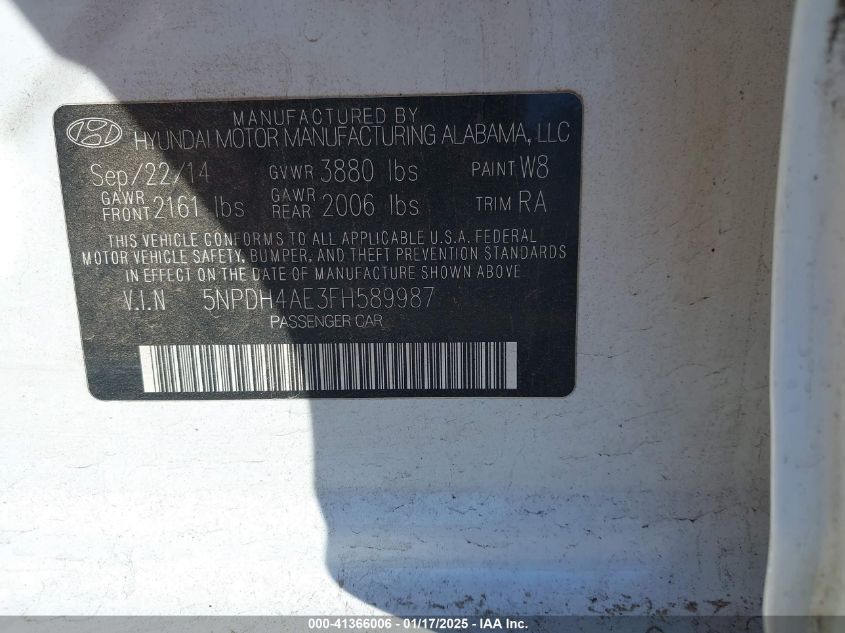 MANUFACTURED BY
HYUNDAI MOTOR MANUFACTURING ALABAMA, LLC
Sep/22/14 GVWR 3880 lbs PAINT W8
GAWR FRONT 2161 lbs GAWR REAR 2006 lbs TRIM RA
THIS VEHICLE CONFORMS TO ALL APPLICABLE U.S.A. FEDERAL
MOTOR VEHICLE SAFETY, BUMPER, AND THEFT PREVENTION STANDARDS
IN EFFECT ON THE DATE OF MANUFACTURE SHOWN ABOVE
V.I.N 5NPDH4AE3FH589987
PASSENGER CAR
000-41366006 - 01/17/2025 - IAA Inc.